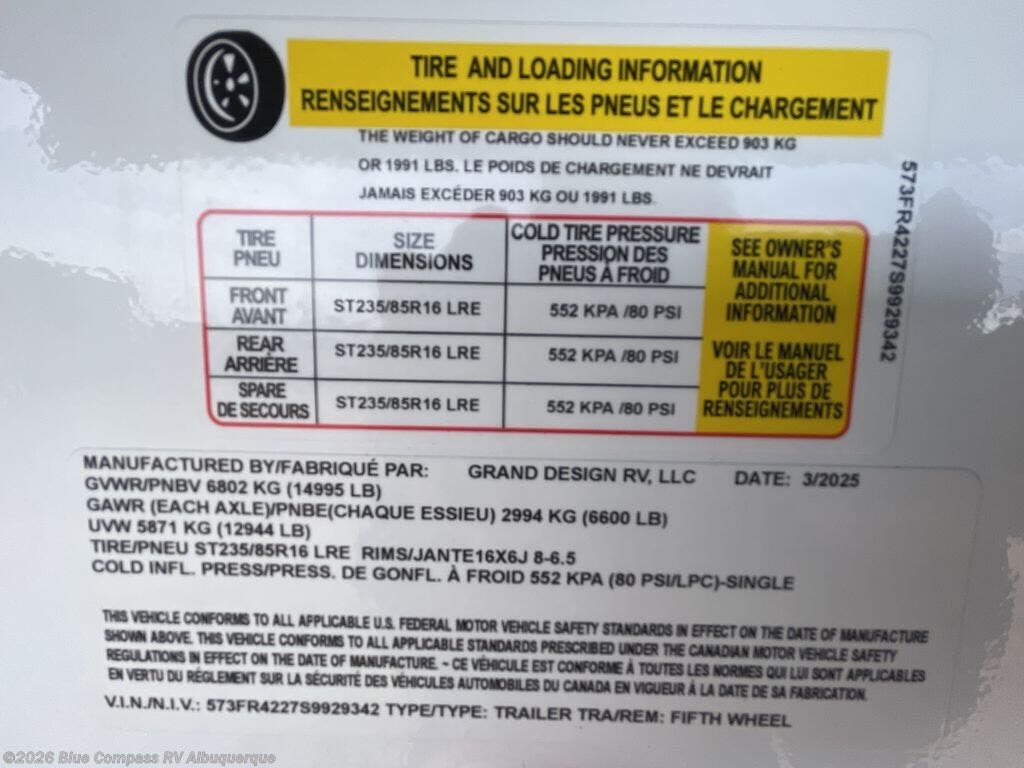 TIRE AND LOADING INFORMATION
RENSEIGNEMENTS SUR LES PNEUS ET LE CHARGEMENT
THE WEIGHT OF CARGO SHOULD NEVER EXCEED 903 KG
OR 1991 LBS. LE POIDS DE CHARGEMENT NE DEVRAIT
JAMAIS EXCÉDER 903 KG OU 1991 LBS.
573FR4227S9929342
TIRE
PNEU
SIZE
DIMENSIONS
COLD TIRE PRESSURE
PRESSION DES
PNEUS À FROID
SEE OWNER'S
MANUAL FOR
ADDITIONAL
INFORMATION
VOIR LE MANUEL
DE L'USAGER
POUR PLUS DE
RENSEIGNEMENTS
FRONT
AVANT
ST235/85R16 LRE
552 KPA /80 PSI
REAR
ARRIÈRE
ST235/85R16 LRE
552 KPA /80 PSI
SPARE
DE SECOURS
ST235/85R16 LRE
552 KPA /80 PSI
MANUFACTURED BY/FABRIQUÉ PAR: GRAND DESIGN RV, LLC DATE: 3/2025
GVWR/PNBV 6802 KG (14995 LB)
GAWR (EACH AXLE)/PNBE(CHAQUE ESSIEU) 2994 KG (6600 LB)
UVW 5871 KG (12944 LB)
TIRE/PNEU ST235/85R16 LRE RIMS/JANTE16X6J 8-6.5
COLD INFL. PRESS/PRESS. DE GONFL. À FROID 552 KPA (80 PSI/LPC)-SINGLE
THIS VEHICLE CONFORMS TO ALL APPLICABLE U.S. FEDERAL MOTOR VEHICLE SAFETY STANDARDS IN EFFECT ON THE DATE OF MANUFACTURE
SHOWN ABOVE. THIS VEHICLE CONFORMS TO ALL APPLICABLE STANDARDS PRESCRIBED UNDER THE CANADIAN MOTOR VEHICLE SAFETY
REGULATIONS IN EFFECT ON THE DATE OF MANUFACTURE. ~ CE VÉHICULE EST CONFORME À TOUTES LES NORMES QUI LUI SONT APPLICABLES
EN VERTU DU RÉGLEMENT SUR LA SÉCURITÉ DES VÉHICULES AUTOMOBILES DU CANADA EN VIGUEUR À LA DATE DE SA FABRICATION.
V.I.N./N.I.V.: 573FR4227S9929342 TYPE/TYPE: TRAILER TRA/REM: FIFTH WHEEL
©2026 Blue Compass RV Albuquerque